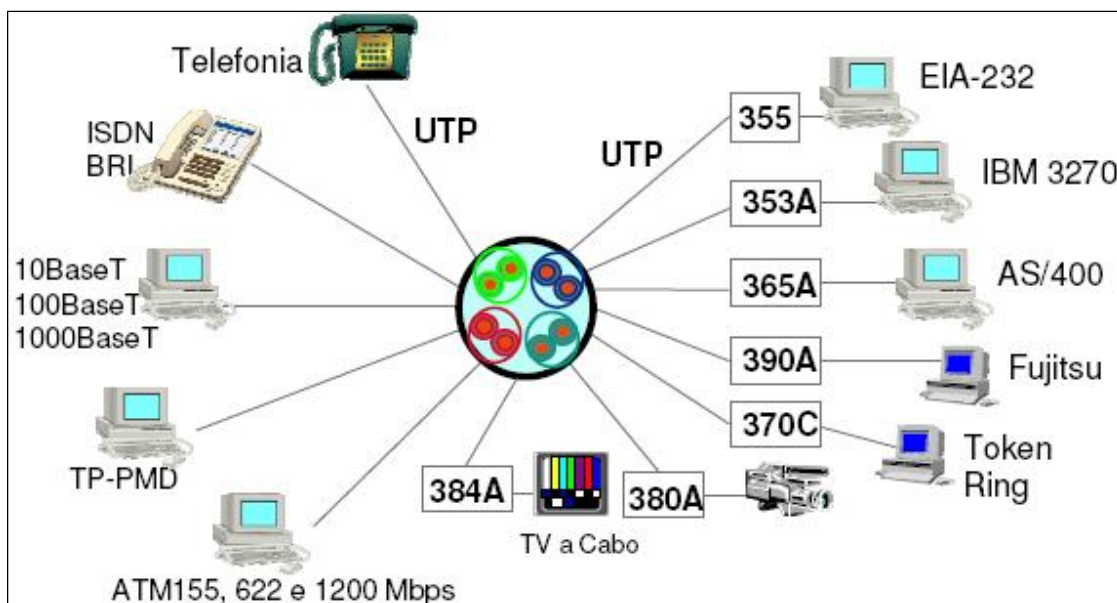 Telefonia
UTP
ISDN
BRI
10BaseT
100BaseT
1000BaseT
TP-PMD
ATM155, 622 e 1200 Mbps
UTP
355
EIA-232
353A
IBM 3270
365A
AS/400
390A
Fujitsu
370C
Token
Ring
384A
TV a Cabo
380A